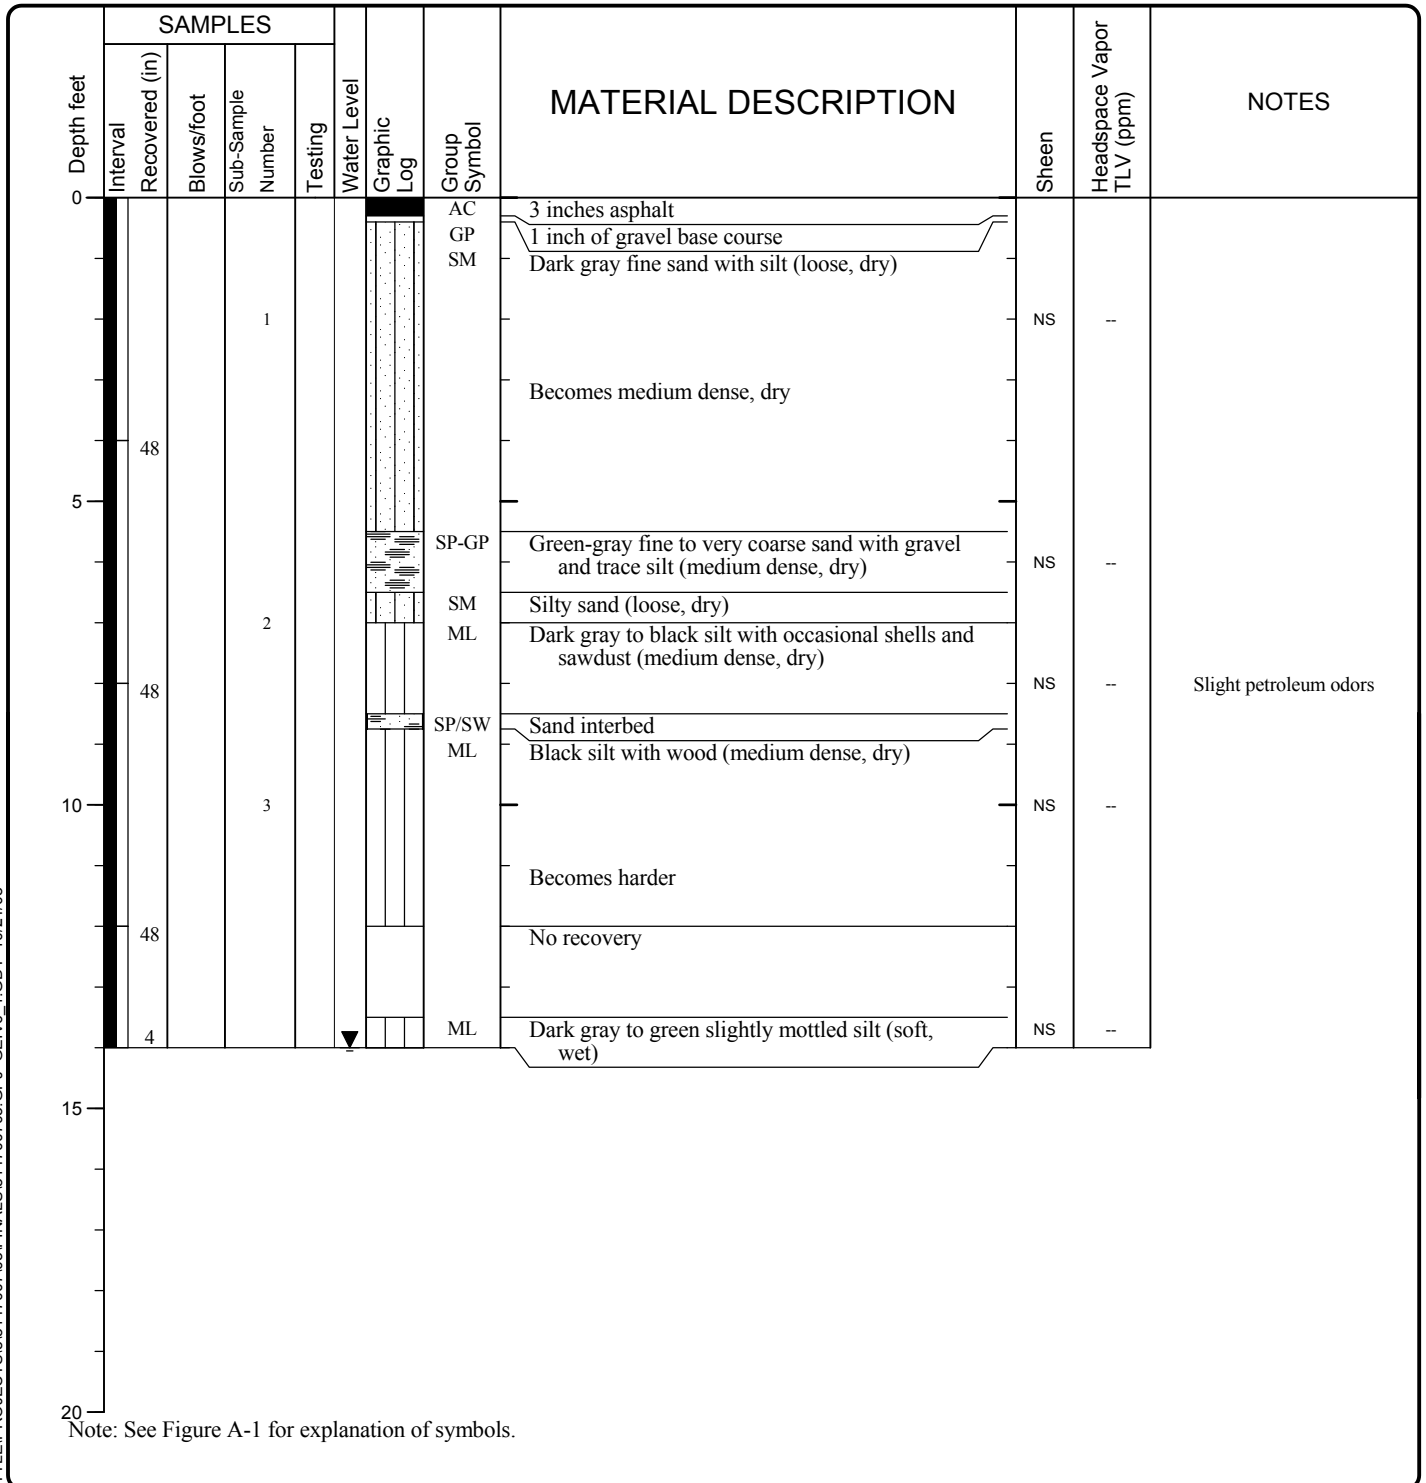 SAMPLES
Depth feet
Interval
Recovered (in)
Blows/foot
Sub-Sample
Number
Testing
Water Level
Graphic
Log
Group
Symbol
MATERIAL DESCRIPTION
Sheen
Headspace Vapor
TLV (ppm)
NOTES
0
AC
3 inches asphalt
GP
1 inch of gravel base course
SM
Dark gray fine sand with silt (loose, dry)
1
NS
--
Becomes medium dense, dry
48
5
SP-GP
Green-gray fine to very coarse sand with gravel
and trace silt (medium dense, dry)
NS
--
SM
Silty sand (loose, dry)
2
ML
Dark gray to black silt with occasional shells and
sawdust (medium dense, dry)
48
NS
--
Slight petroleum odors
SP/SW
Sand interbed
ML
Black silt with wood (medium dense, dry)
10
3
NS
--
Becomes harder
48
No recovery
4
ML
Dark gray to green slightly mottled silt (soft,
wet)
NS
--
15
20
Note: See Figure A-1 for explanation of symbols.